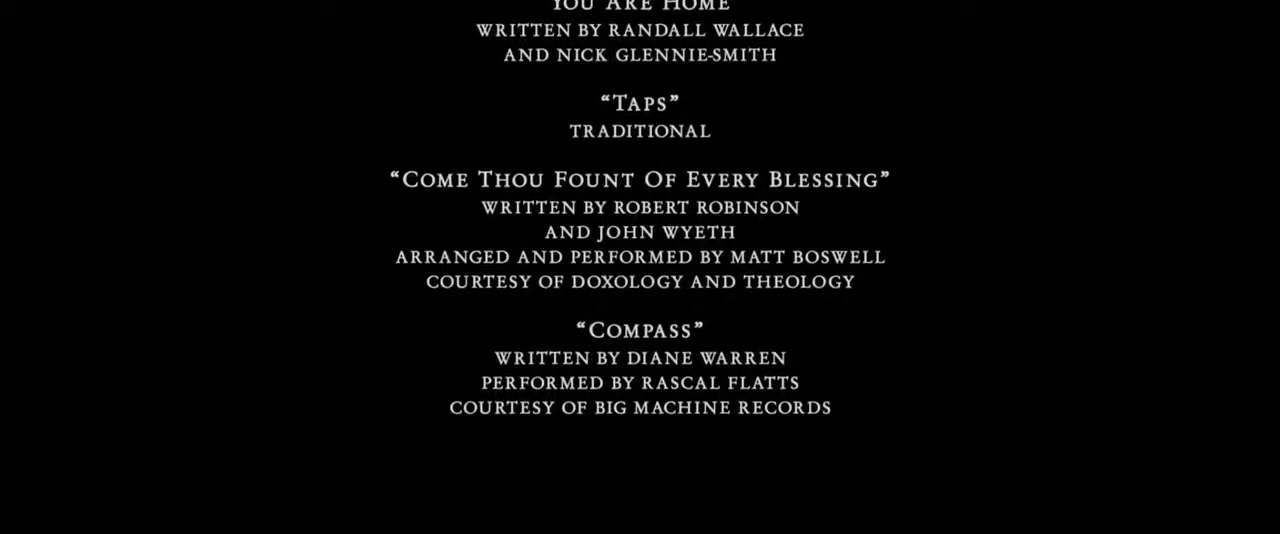 YOU ARE HOME
WRITTEN BY RANDALL WALLACE
AND NICK GLENNIE-SMITH
“TAPS”
TRADITIONAL
“COME THOU FOUNT OF EVERY BLESSING”
WRITTEN BY ROBERT ROBINSON
AND JOHN WYETH
ARRANGED AND PERFORMED BY MATT BOSWELL
COURTESY OF DOXOLOGY AND THEOLOGY
“COMPASS”
WRITTEN BY DIANE WARREN
PERFORMED BY RASCAL FLATTS
COURTESY OF BIG MACHINE RECORDS